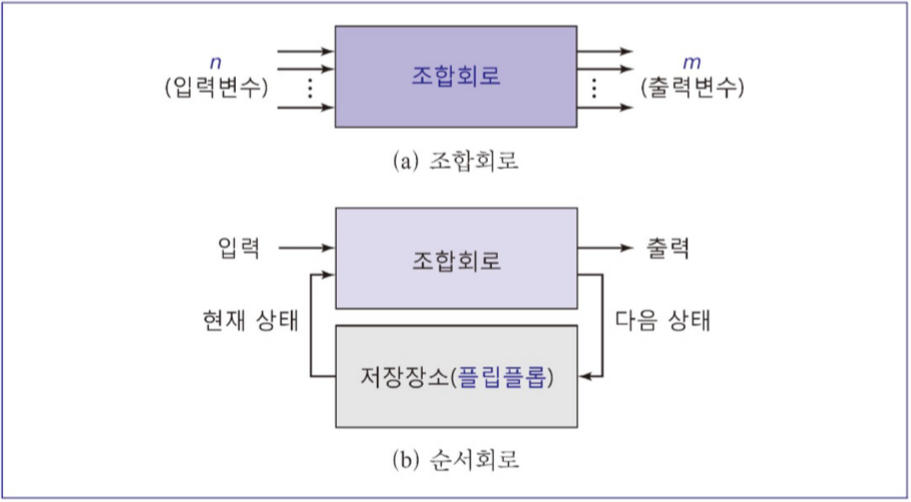 n
(입력변수)
조합회로
m
(출력변수)
(a) 조합회로
입력
조합회로
출력
현재 상태
다음 상태
저장장소(플립플롭)
(b) 순서회로